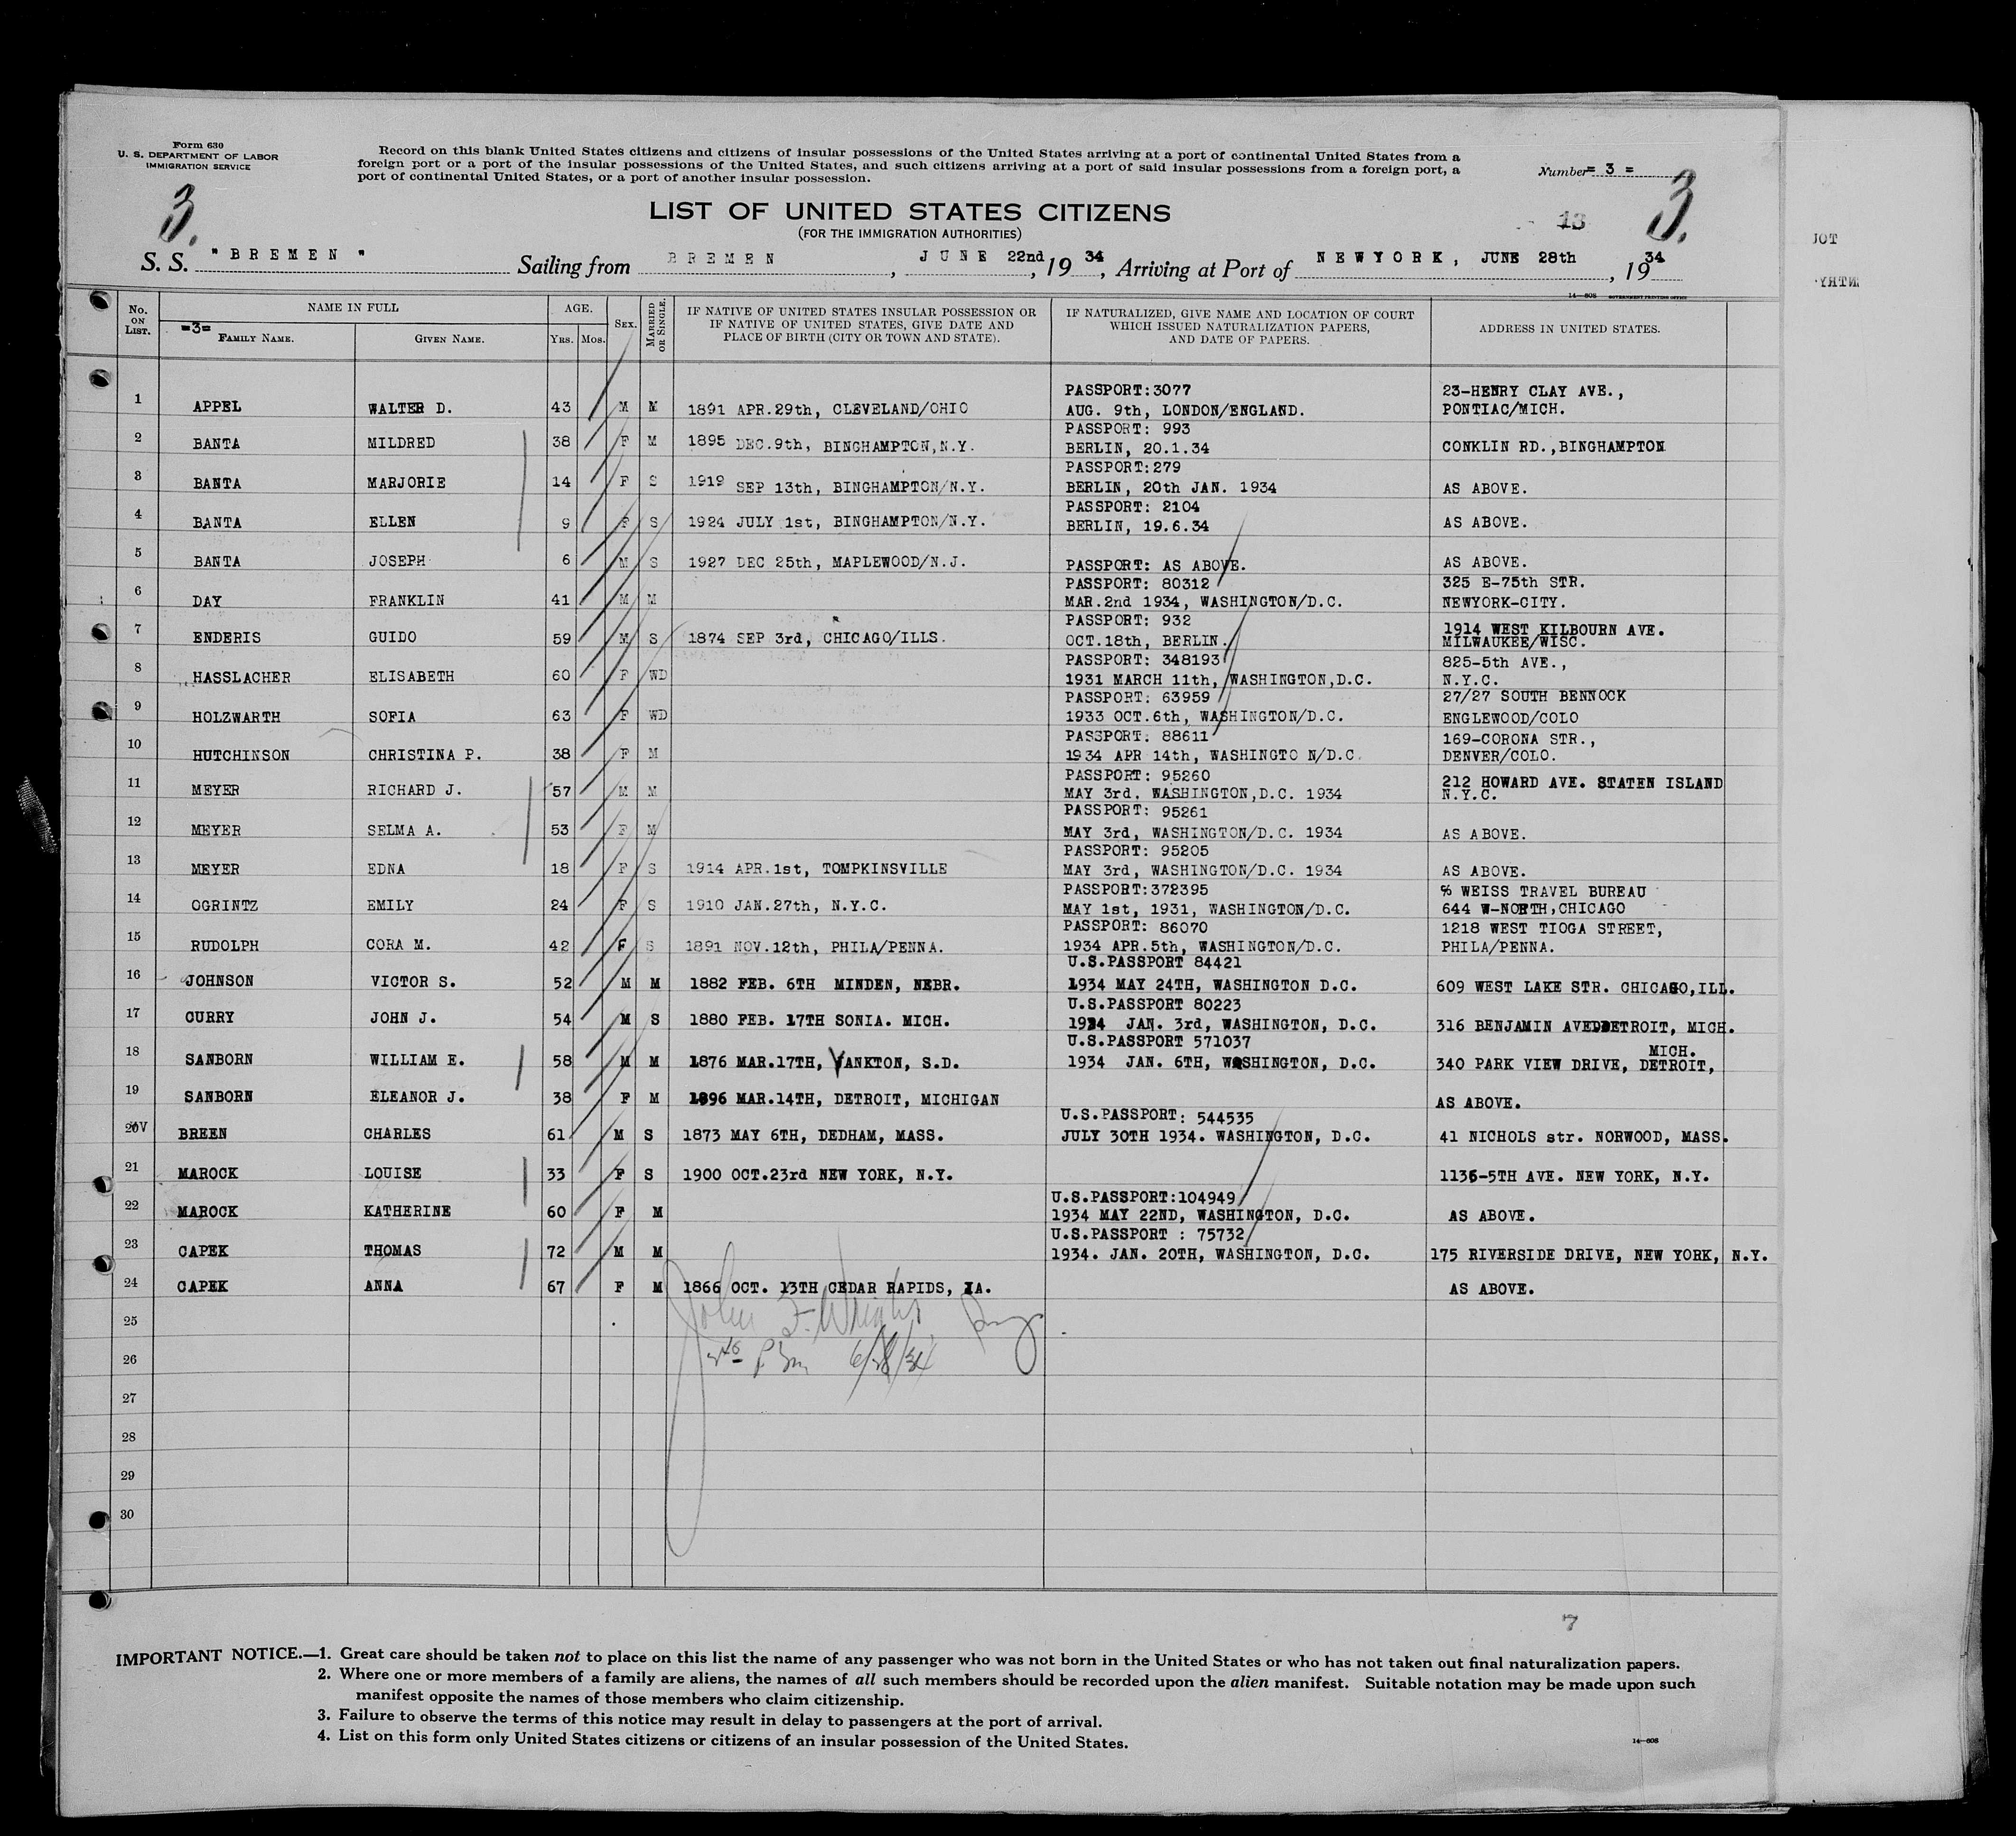 Form 630
U. S. DEPARTMENT OF LABOR
IMMIGRATION SERVICE
Record on this blank United States citizens and citizens of insular possessions of the United States arriving at a port of continental United States from a
foreign port or a port of the insular possessions of the United States, and such citizens arriving at a port of said insular possessions from a foreign port, a
port of continental United States, or a port of another insular possession.
Number = 3 =
3.
3.
LIST OF UNITED STATES CITIZENS
(FOR THE IMMIGRATION AUTHORITIES)
13
S. S. "BREMEN" Sailing from BREMEN, JUNE 22nd, 19 34, Arriving at Port of NEWYORK, JUNE 28th, 19 34
14—608 GOVERNMENT PRINTING OFFICE
No. ON LIST. NAME IN FULL =3= FAMILY NAME. GIVEN NAME. AGE. YRS. MOS. SEX. MARRIED OR SINGLE. IF NATIVE OF UNITED STATES INSULAR POSSESSION OR IF NATIVE OF UNITED STATES, GIVE DATE AND PLACE OF BIRTH (CITY OR TOWN AND STATE). IF NATURALIZED, GIVE NAME AND LOCATION OF COURT WHICH ISSUED NATURALIZATION PAPERS, AND DATE OF PAPERS. ADDRESS IN UNITED STATES.
PASSPORT:3077 23-HENRY CLAY AVE.,
1 APPEL WALTER D. 43 M M 1891 APR.29th, CLEVELAND/OHIO AUG. 9th, LONDON/ENGLAND. PONTIAC/MICH.
PASSPORT: 993
2 BANTA MILDRED 38 F M 1895 DEC.9th, BINGHAMPTON,N.Y. BERLIN, 20.1.34 CONKLIN RD.,BINGHAMPTON
PASSPORT:279
3 BANTA MARJORIE 14 F S 1919 SEP 13th, BINGHAMPTON/N.Y. BERLIN, 20th JAN. 1934 AS ABOVE.
PASSPORT: 2104
4 BANTA ELLEN 9 F S 1924 JULY 1st, BINGHAMPTON/N.Y. BERLIN, 19.6.34 AS ABOVE.
5 BANTA JOSEPH 6 M S 1927 DEC 25th, MAPLEWOOD/N.J. PASSPORT: AS ABOVE. AS ABOVE.
PASSPORT: 80312 325 E-75th STR.
6 DAY FRANKLIN 41 M M MAR.2nd 1934, WASHINGTON/D.C. NEWYORK-CITY.
PASSPORT: 932 1914 WEST KILBOURN AVE.
7 ENDERIS GUIDO 59 M S 1874 SEP 3rd, CHICAGO/ILLS. OCT.18th, BERLIN. MILWAUKEE/WISC.
PASSPORT: 348193 825-5th AVE.,
8 HASSLACHER ELISABETH 60 F WD 1931 MARCH 11th, WASHINGTON,D.C. N.Y.C.
PASSPORT: 63959 27/27 SOUTH BENNOCK
9 HOLZWARTH SOFIA 63 F WD 1933 OCT.6th, WASHINGTON/D.C. ENGLEWOOD/COLO
PASSPORT: 88611 169-CORONA STR.,
10 HUTCHINSON CHRISTINA P. 38 F M 1934 APR 14th, WASHINGTO N/D.C. DENVER/COLO.
PASSPORT: 95260 212 HOWARD AVE. STATEN ISLAND
11 MEYER RICHARD J. 57 M M MAY 3rd, WASHINGTON,D.C. 1934 N.Y.C.
PASSPORT: 95261
12 MEYER SELMA A. 53 F M MAY 3rd, WASHINGTON/D.C. 1934 AS ABOVE.
PASSPORT: 95205
13 MEYER EDNA 18 F S 1914 APR.1st, TOMPKINSVILLE MAY 3rd, WASHINGTON/D.C. 1934 AS ABOVE.
PASSPORT:372395 % WEISS TRAVEL BUREAU
14 OGRINTZ EMILY 24 F S 1910 JAN.27th, N.Y.C. MAY 1st, 1931, WASHINGTON/D.C. 644 W-NORTH,CHICAGO
PASSPORT: 86070 1218 WEST TIOGA STREET,
15 RUDOLPH CORA M. 42 F S 1891 NOV.12th, PHILA/PENNA. 1934 APR.5th, WASHINGTON/D.C. PHILA/PENNA.
U.S.PASSPORT 84421
16 JOHNSON VICTOR S. 52 M M 1882 FEB. 6TH MINDEN, NEBR. 1934 MAY 24TH, WASHINGTON D.C. 609 WEST LAKE STR. CHICAGO,ILL.
U.S.PASSPORT 80223
17 CURRY JOHN J. 54 M S 1880 FEB. 17TH SONIA. MICH. 1934 JAN. 3rd, WASHINGTON, D.C. 316 BENJAMIN AVEDDETROIT, MICH.
U.S.PASSPORT 571037 MICH.
18 SANBORN WILLIAM E. 58 M M 1876 MAR.17TH, YANKTON, S.D. 1934 JAN. 6TH, WASHINGTON, D.C. 340 PARK VIEW DRIVE, DETROIT,
19 SANBORN ELEANOR J. 38 F M 1896 MAR.14TH, DETROIT, MICHIGAN AS ABOVE.
U.S.PASSPORT: 544535
20 V BREEN CHARLES 61 M S 1873 MAY 6TH, DEDHAM, MASS. JULY 30TH 1934. WASHINGTON, D.C. 41 NICHOLS str. NORWOOD, MASS.
21 MAROCK LOUISE 33 F S 1900 OCT.23rd NEW YORK, N.Y. 1136-5TH AVE. NEW YORK, N.Y.
U.S.PASSPORT:104949
22 MAROCK KATHERINE 60 F M 1934 MAY 22ND, WASHINGTON, D.C. AS ABOVE.
U.S.PASSPORT : 75732
23 CAPEK THOMAS 72 M M 1934. JAN. 20TH, WASHINGTON, D.C. 175 RIVERSIDE DRIVE, NEW YORK, N.Y.
24 CAPEK ANNA 67 F M 1866 OCT. 13TH CEDAR RAPIDS, IA. AS ABOVE.
25 John F. Wright
26 6/28/34
27
28
29
30
7
IMPORTANT NOTICE.—1. Great care should be taken not to place on this list the name of any passenger who was not born in the United States or who has not taken out final naturalization papers.
2. Where one or more members of a family are aliens, the names of all such members should be recorded upon the alien manifest. Suitable notation may be made upon such
manifest opposite the names of those members who claim citizenship.
3. Failure to observe the terms of this notice may result in delay to passengers at the port of arrival.
4. List on this form only United States citizens or citizens of an insular possession of the United States.
14—608